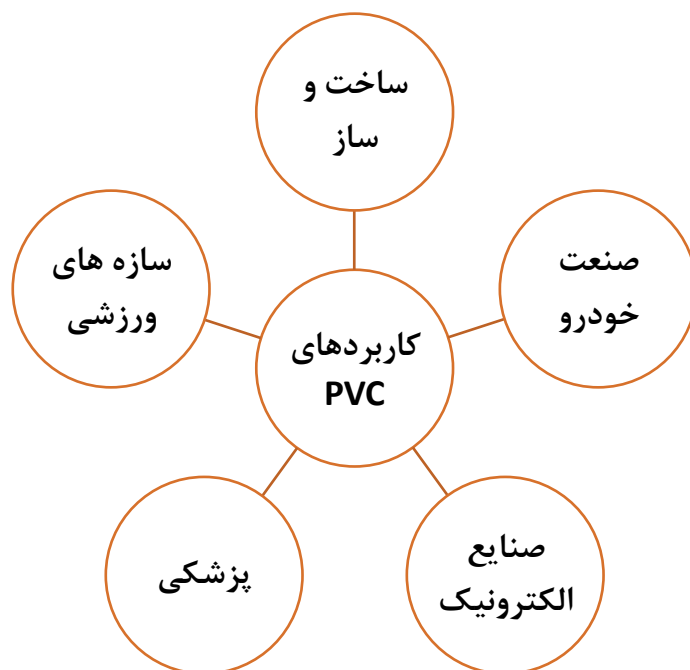 ساخت و
ساز
صنعت
خودرو
سازه های
ورزشی
کاربردهای
PVC
صنایع
الکترونیک
پزشکی